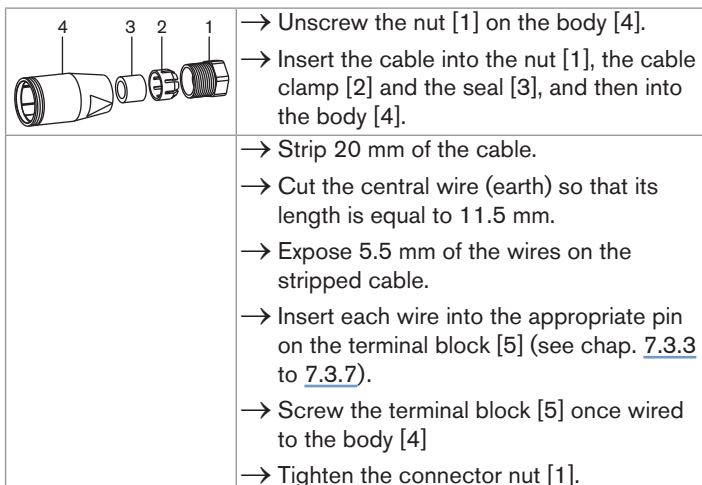 4 3 2 1
→ Unscrew the nut [1] on the body [4].
→ Insert the cable into the nut [1], the cable
clamp [2] and the seal [3], and then into
the body [4].
→ Strip 20 mm of the cable.
→ Cut the central wire (earth) so that its
length is equal to 11.5 mm.
→ Expose 5.5 mm of the wires on the
stripped cable.
→ Insert each wire into the appropriate pin
on the terminal block [5] (see chap. 7.3.3
to 7.3.7).
→ Screw the terminal block [5] once wired
to the body [4]
→ Tighten the connector nut [1].